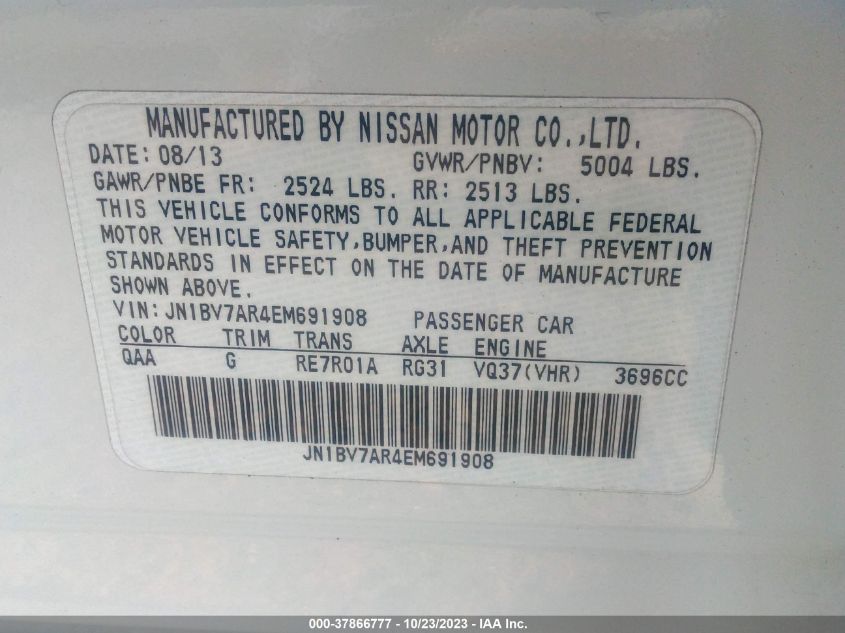 MANUFACTURED BY NISSAN MOTOR CO.,LTD.
DATE: 08/13 GVWR/PNBV: 5004 LBS.
GAWR/PNBE FR: 2524 LBS. RR: 2513 LBS.
THIS VEHICLE CONFORMS TO ALL APPLICABLE FEDERAL
MOTOR VEHICLE SAFETY,BUMPER,AND THEFT PREVENTION
STANDARDS IN EFFECT ON THE DATE OF MANUFACTURE
SHOWN ABOVE.
VIN: JN1BV7AR4EM691908 PASSENGER CAR
COLOR TRIM TRANS AXLE ENGINE
QAA G RE7R01A RG31 VQ37(VHR) 3696CC
JN1BV7AR4EM691908
000-37866777 - 10/23/2023 - IAA Inc.